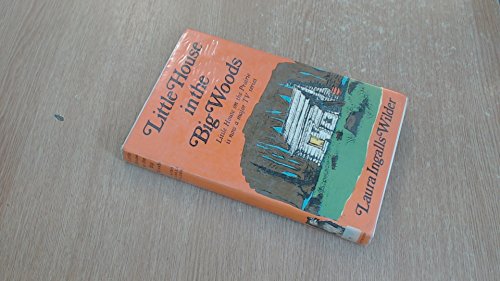 Little House
in the
Big Woods
Little House on the Prairie
is now a major TV series
Laura Ingalls Wilder